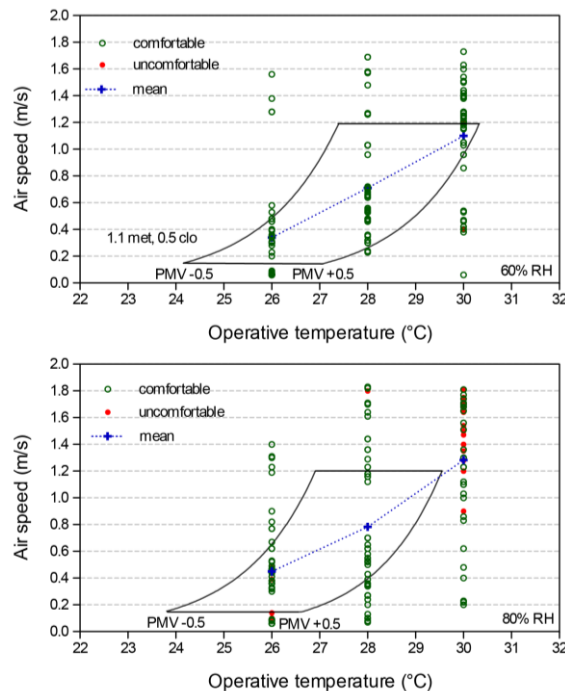 2.0
1.8
1.6
1.4
1.2
1.0
0.8
0.6
0.4
0.2
0.0
Air speed (m/s)
comfortable
uncomfortable
mean
1.1 met, 0.5 clo
PMV -0.5
PMV +0.5
60% RH
22 23 24 25 26 27 28 29 30 31 32
Operative temperature (°C)
2.0
1.8
1.6
1.4
1.2
1.0
0.8
0.6
0.4
0.2
0.0
Air speed (m/s)
comfortable
uncomfortable
mean
PMV -0.5
PMV +0.5
80% RH
22 23 24 25 26 27 28 29 30 31 32
Operative temperature (°C)